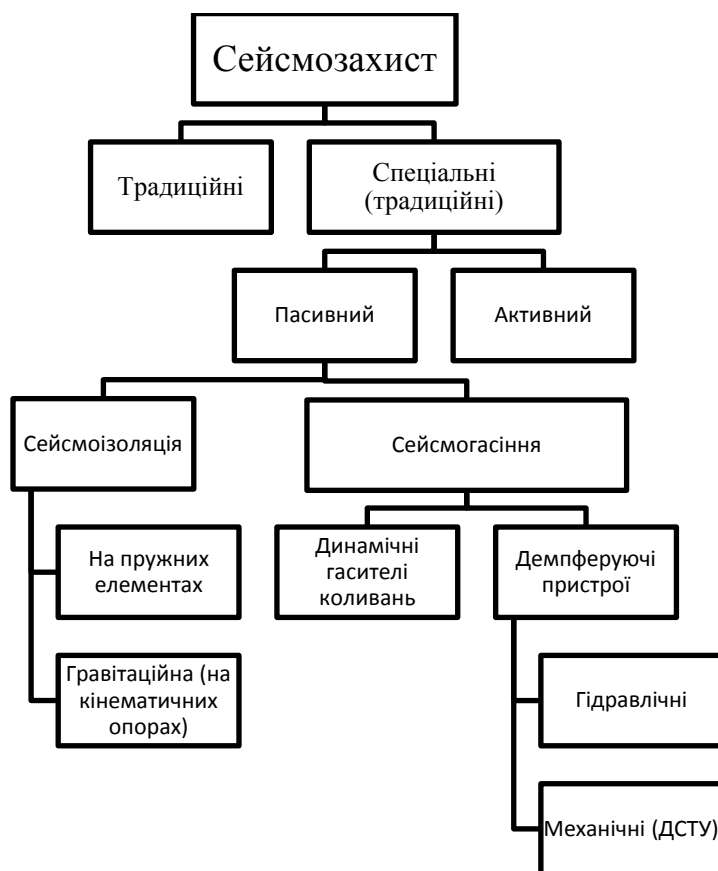 Сейсмозахист
Традиційні
Спеціальні
(традиційні)
Пасивний
Активний
Сейсмоізоляція
Сейсмогасіння
На пружних
елементах
Динамічні
гасителі
коливань
Демпферуючі
пристрої
Гравітаційна (на
кінематичних
опорах)
Гідравлічні
Механічні (ДСТУ)